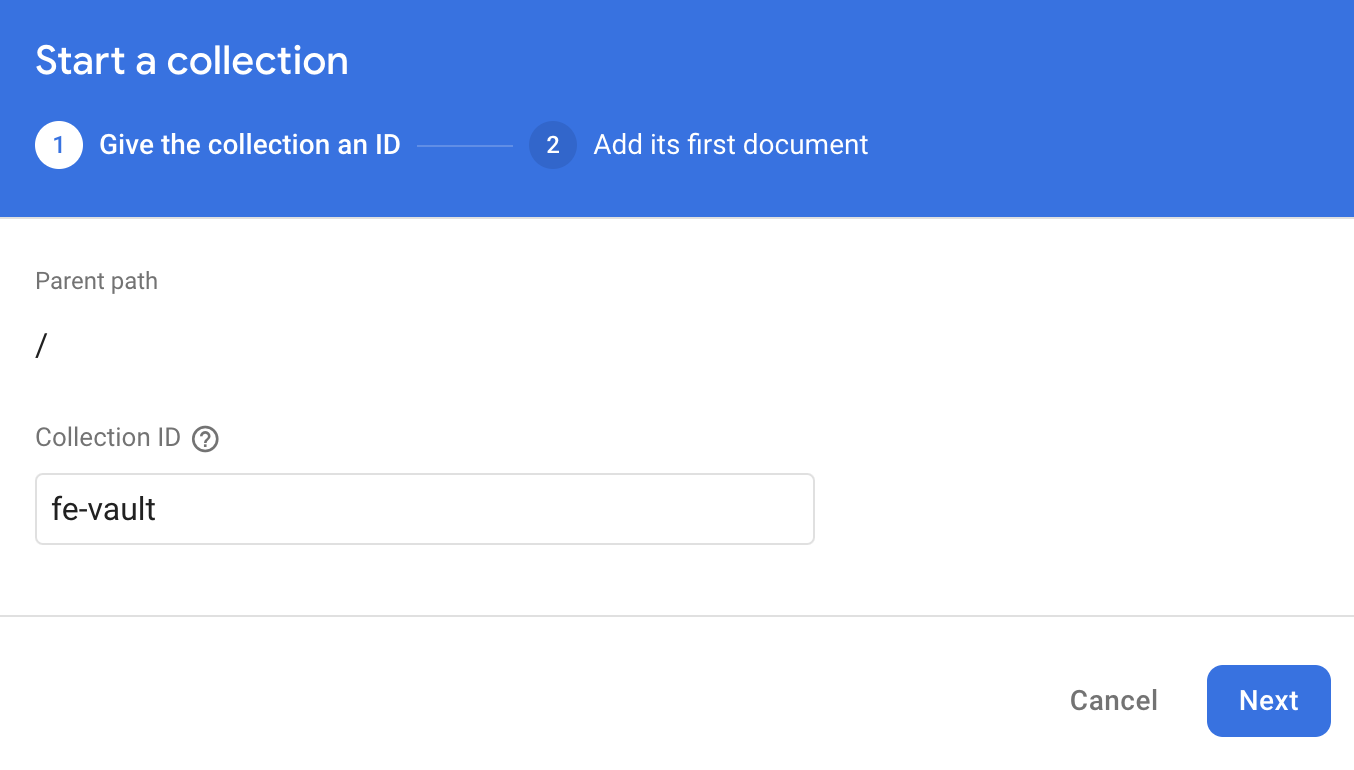 Start a collection
1 Give the collection an ID 2 Add its first document
Parent path
/
Collection ID ?
fe-vault
Cancel Next